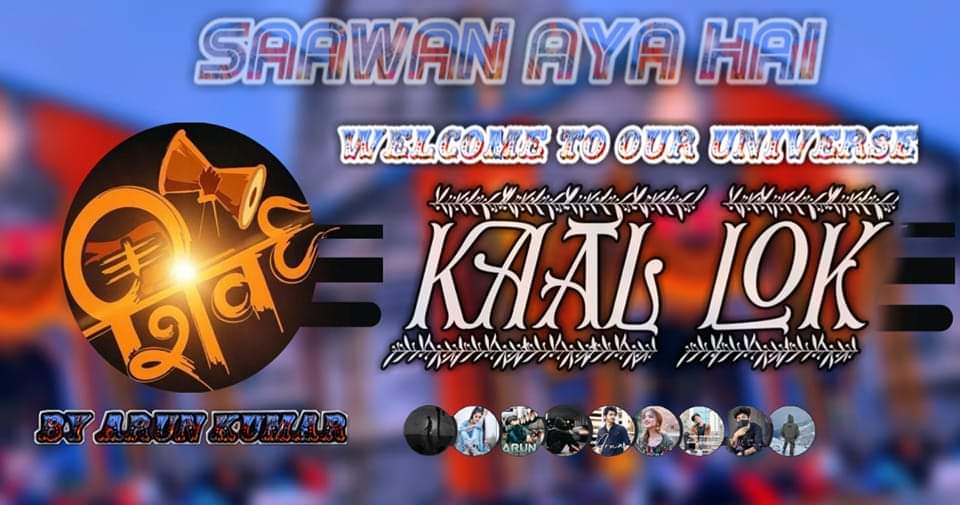 SAAWAN AYA HAI
WELCOME TO OUR UNIVERSE
शिव
KAAL LOK
BY ARUN KUMAR
ARUN